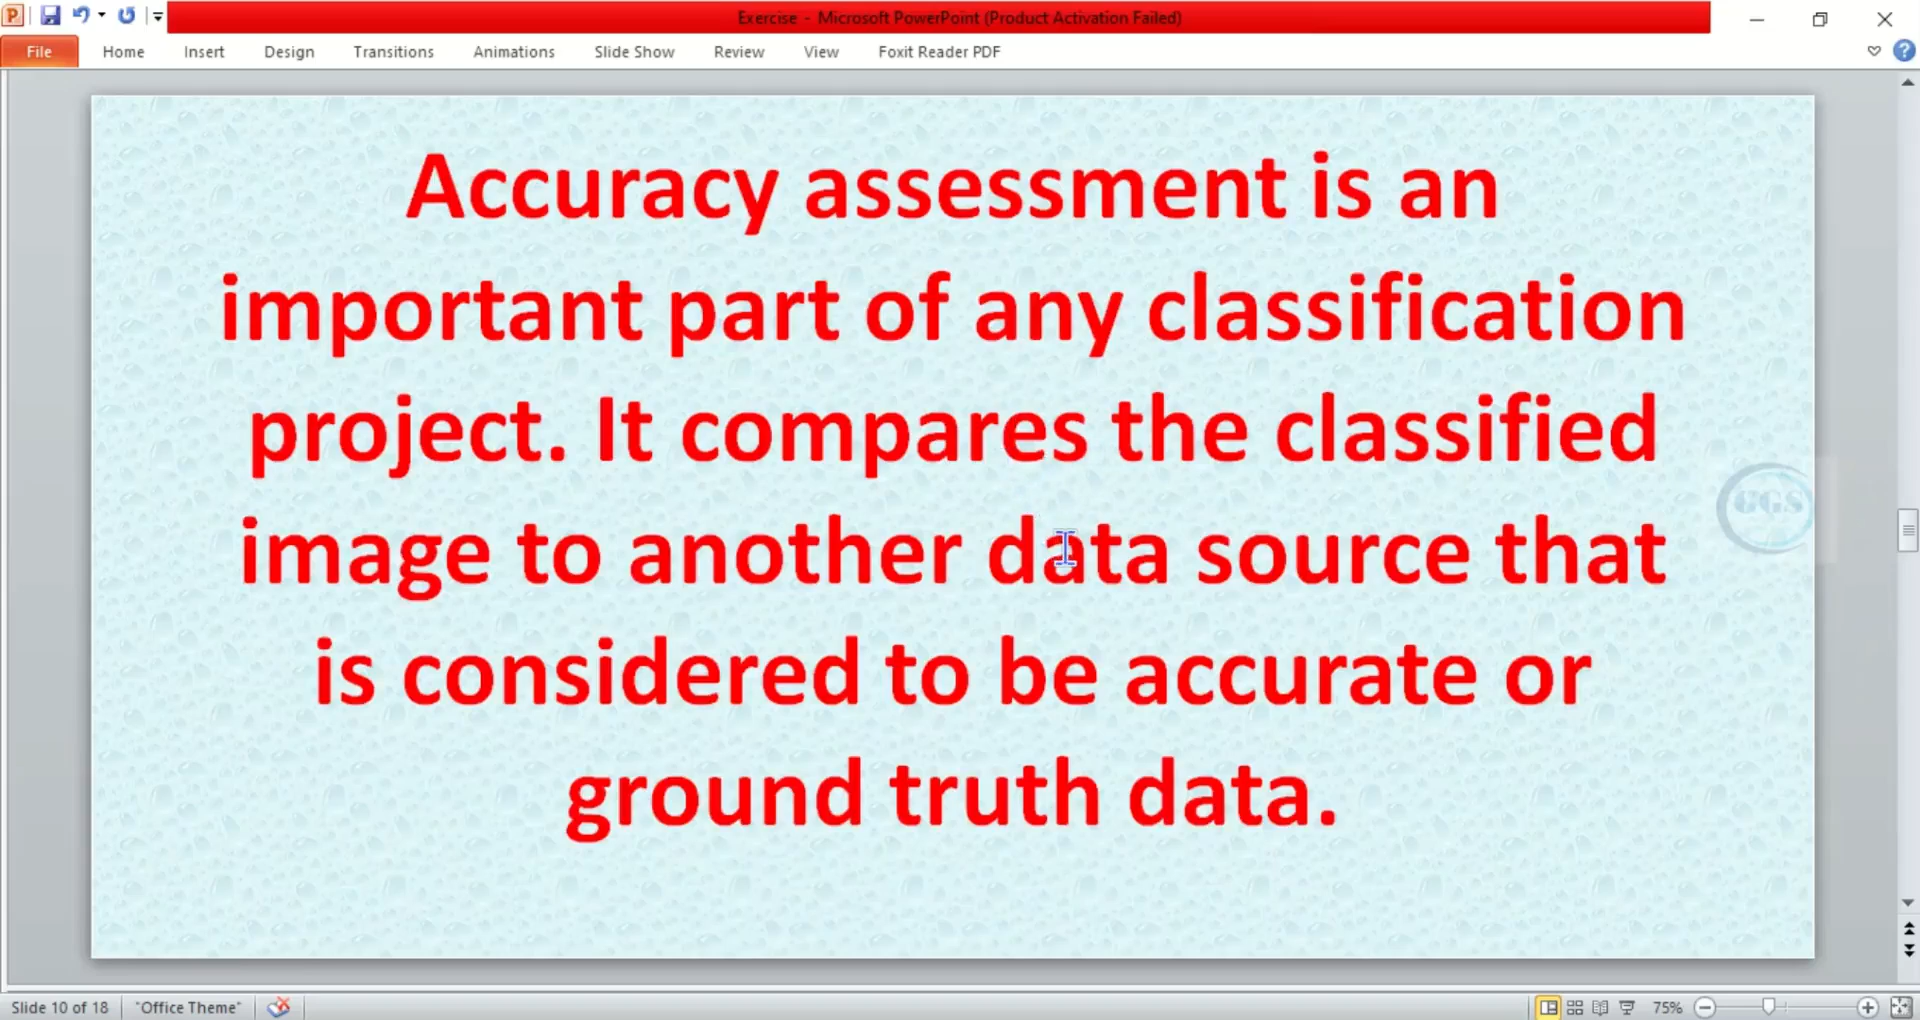 Exercise - Microsoft PowerPoint (Product Activation Failed)
File Home Insert Design Transitions Animations Slide Show Review View Foxit Reader PDF
Accuracy assessment is an
important part of any classification
project. It compares the classified
image to another data source that
is considered to be accurate or
ground truth data.
GGS
Slide 10 of 18 "Office Theme" 75%